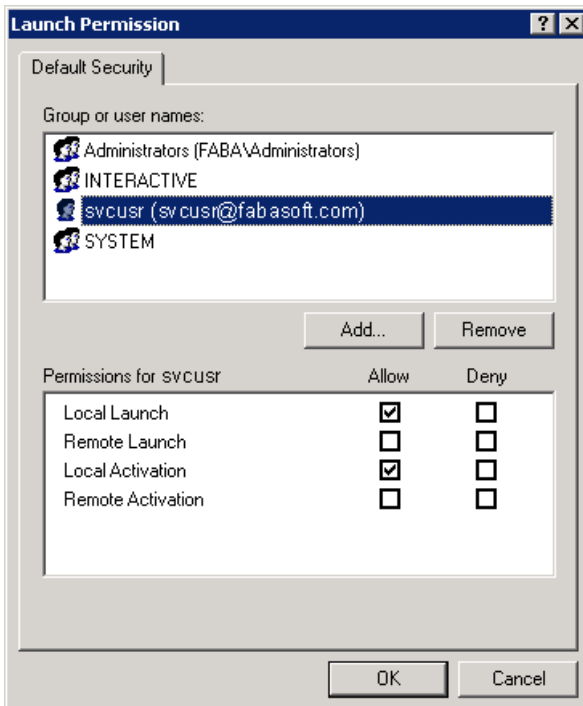 Launch Permission
Default Security
Group or user names:
Administrators (FABA\Administrators)
INTERACTIVE
svcusr (svcusr@fabasoft.com)
SYSTEM
Add... Remove
Permissions for svcusr Allow Deny
Local Launch
Remote Launch
Local Activation
Remote Activation
OK Cancel